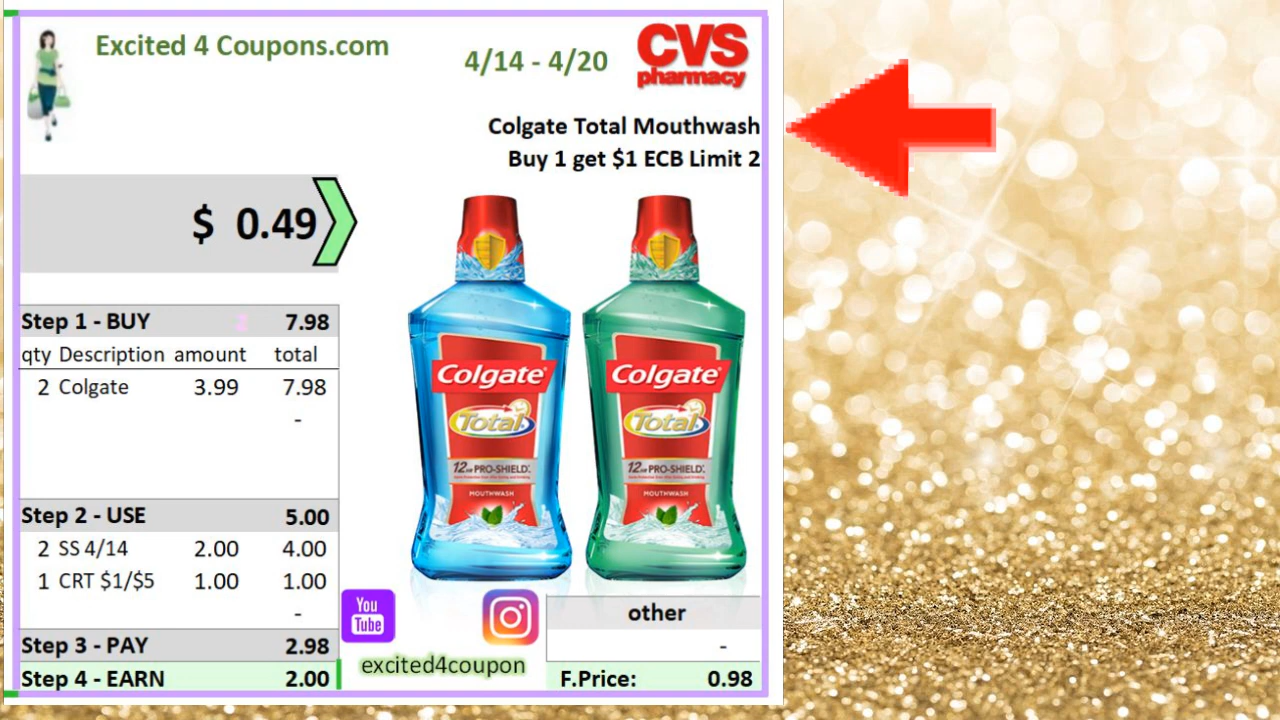 Excited 4 Coupons.com
4/14 - 4/20
CVS
pharmacy
Colgate Total Mouthwash
Buy 1 get $1 ECB Limit 2
$ 0.49
Step 1 - BUY 2 7.98
qty Description amount total
2 Colgate 3.99 7.98
-
Step 2 - USE 5.00
2 SS 4/14 2.00 4.00
1 CRT $1/$5 1.00 1.00
-
Step 3 - PAY 2.98
Step 4 - EARN 2.00
Colgate
Total
12HR PRO-SHIELD
MOUTHWASH
Colgate
Total
12HR PRO-SHIELD
MOUTHWASH
You
Tube
excited4coupon
other
-
F.Price: 0.98